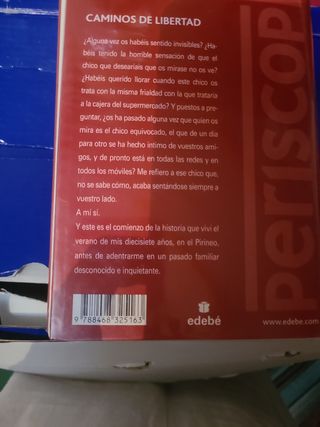 CAMINOS DE LIBERTAD
¿Alguna vez os habéis sentido invisibles? ¿Ha-
béis tenido la horrible sensación de que el
chico que desearíais que os mirase no os ve?
¿Habéis querido llorar cuando este chico os
trata con la misma frialdad con la que trataría
a la cajera del supermercado? Y puestos a pre-
guntar, ¿os ha pasado alguna vez que quien os
mira es el chico equivocado, el que de un día
para otro se ha hecho íntimo de vuestros ami-
gos, y de pronto está en todas las redes y en
todos los móviles? Me refiero a ese chico que,
no se sabe cómo, acaba sentándose siempre a
vuestro lado.
A mí sí.
Y este es el comienzo de la historia que viví el
verano de mis diecisiete años, en el Pirineo,
antes de adentrarme en un pasado familiar
desconocido e inquietante.
9 788468 325163
edebé
www.edebe.com
periscop